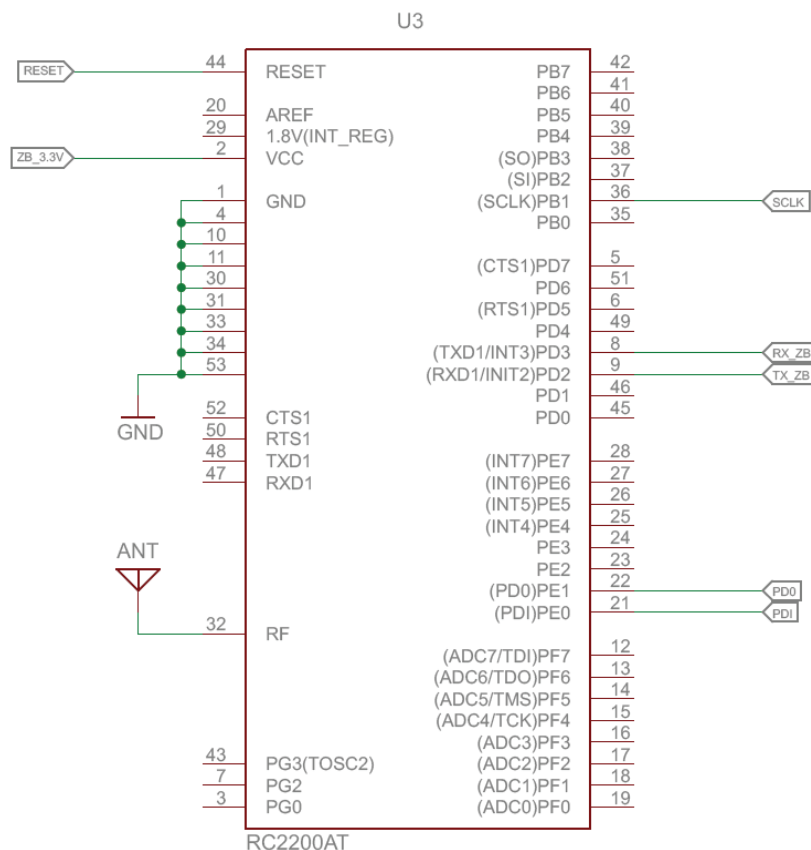 U3
RESET 44 RESET PB7 42
PB6 41
20 AREF PB5 40
29 1.8V(INT_REG) PB4 39
ZB_3.3V 2 VCC (SO)PB3 38
(SI)PB2 37
1 GND (SCLK)PB1 36 SCLK
4 PB0 35
10
11 (CTS1)PD7 5
30 PD6 51
31 (RTS1)PD5 6
33 PD4 49
34 (TXD1/INT3)PD3 8 RX_ZB
53 (RXD1/INIT2)PD2 9 TX_ZB
PD1 46
GND 52 CTS1 PD0 45
50 RTS1
48 TXD1 (INT7)PE7 28
47 RXD1 (INT6)PE6 27
(INT5)PE5 26
(INT4)PE4 25
ANT PE3 24
PE2 23
(PD0)PE1 22 PD0
(PDI)PE0 21 PDI
32 RF
(ADC7/TDI)PF7 12
(ADC6/TDO)PF6 13
(ADC5/TMS)PF5 14
(ADC4/TCK)PF4 15
(ADC3)PF3 16
43 PG3(TOSC2) (ADC2)PF2 17
7 PG2 (ADC1)PF1 18
3 PG0 (ADC0)PF0 19
RC2200AT